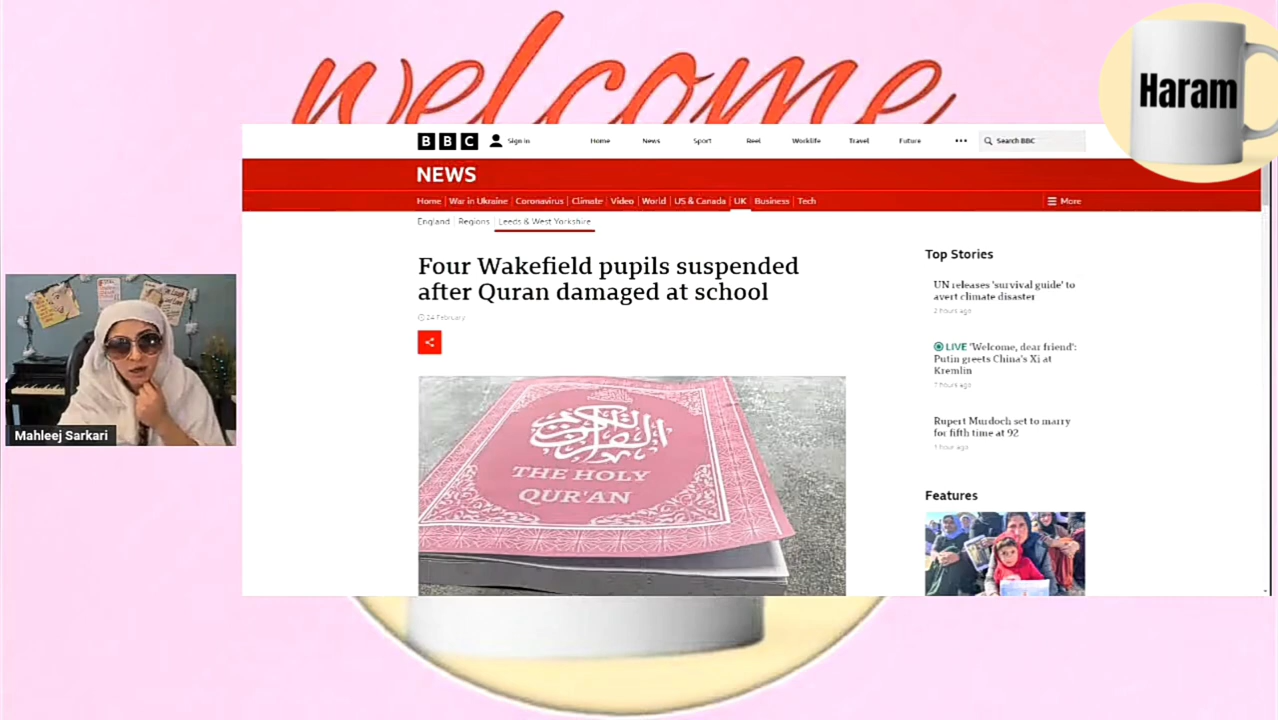 welcome
Haram
BBC
Sign in
Home
News
Sport
Reel
Worklife
Travel
Future
•••
Search BBC
NEWS
Home | War in Ukraine | Coronavirus | Climate | Video | World | US & Canada | UK | Business | Tech
More
England | Regions | Leeds & West Yorkshire
Four Wakefield pupils suspended
after Quran damaged at school
24 February
THE HOLY
QUR'AN
Top Stories
UN releases 'survival guide' to
avert climate disaster
2 hours ago
LIVE 'Welcome, dear friend':
Putin greets China's Xi at
Kremlin
7 hours ago
Rupert Murdoch set to marry
for fifth time at 92
1 hour ago
Features
Mahleej Sarkari